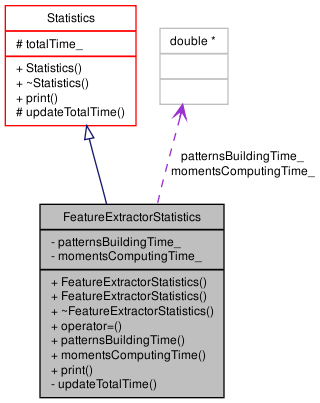 Statistics
# totalTime_
+ Statistics()
+ ~Statistics()
+ print()
# updateTotalTime()
double *
patternsBuildingTime_
momentsComputingTime_
FeatureExtractorStatistics
- patternsBuildingTime_
- momentsComputingTime_
+ FeatureExtractorStatistics()
+ FeatureExtractorStatistics()
+ ~FeatureExtractorStatistics()
+ operator=()
+ patternsBuildingTime()
+ momentsComputingTime()
+ print()
- updateTotalTime()